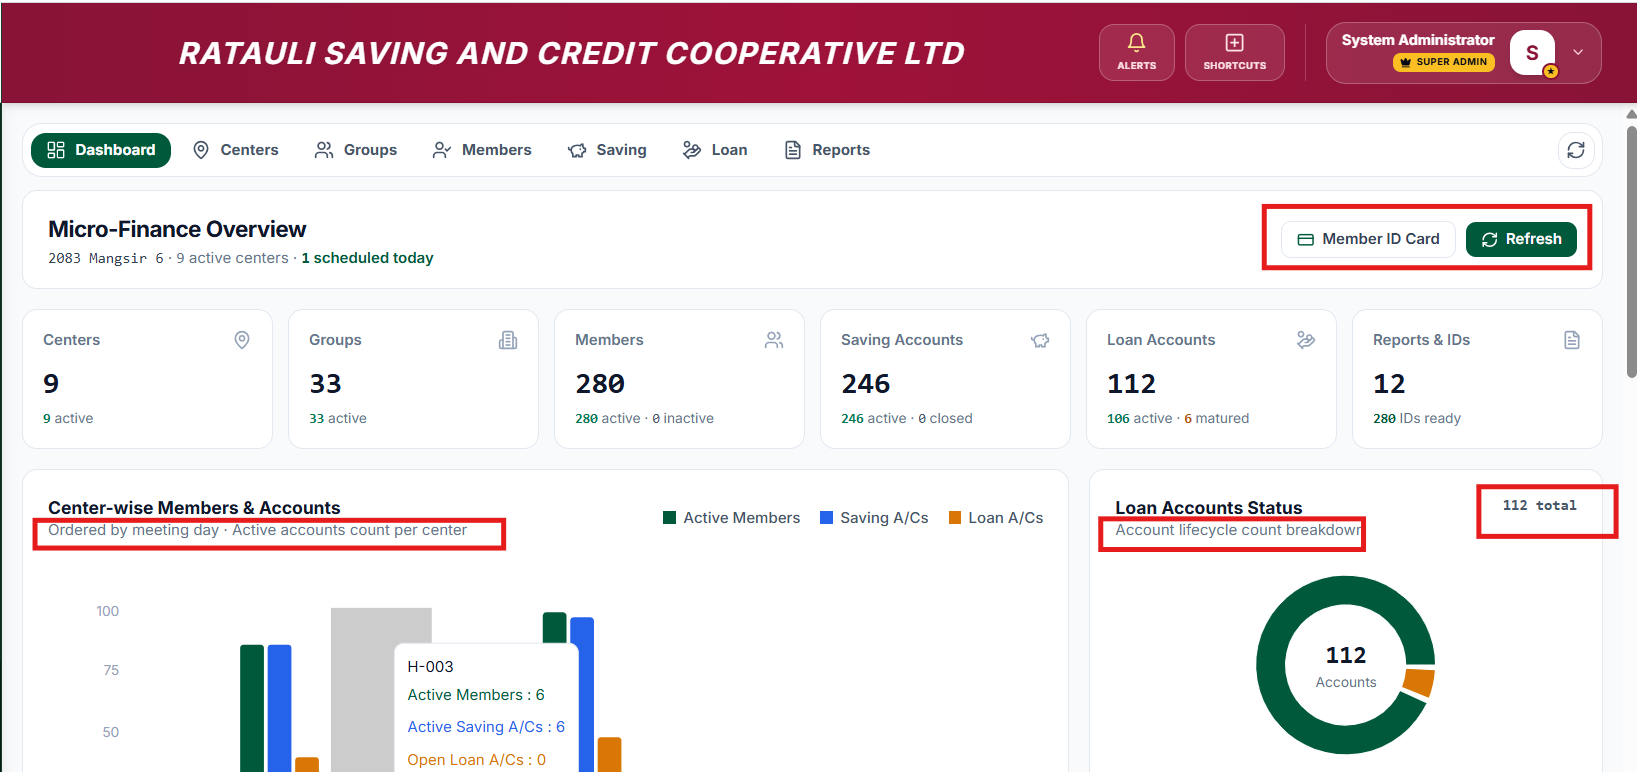 RATAULI SAVING AND CREDIT COOPERATIVE LTD
ALERTS
SHORTCUTS
System Administrator
SUPER ADMIN
S
Dashboard
Centers
Groups
Members
Saving
Loan
Reports
Micro-Finance Overview
2083 Mangsir 6 · 9 active centers · 1 scheduled today
Member ID Card
Refresh
Centers
9
9 active
Groups
33
33 active
Members
280
280 active · 0 inactive
Saving Accounts
246
246 active · 0 closed
Loan Accounts
112
106 active · 6 matured
Reports & IDs
12
280 IDs ready
Center-wise Members & Accounts
Ordered by meeting day · Active accounts count per center
Active Members
Saving A/Cs
Loan A/Cs
100
75
50
H-003
Active Members : 6
Active Saving A/Cs : 6
Open Loan A/Cs : 0
Loan Accounts Status
Account lifecycle count breakdown
112 total
112
Accounts